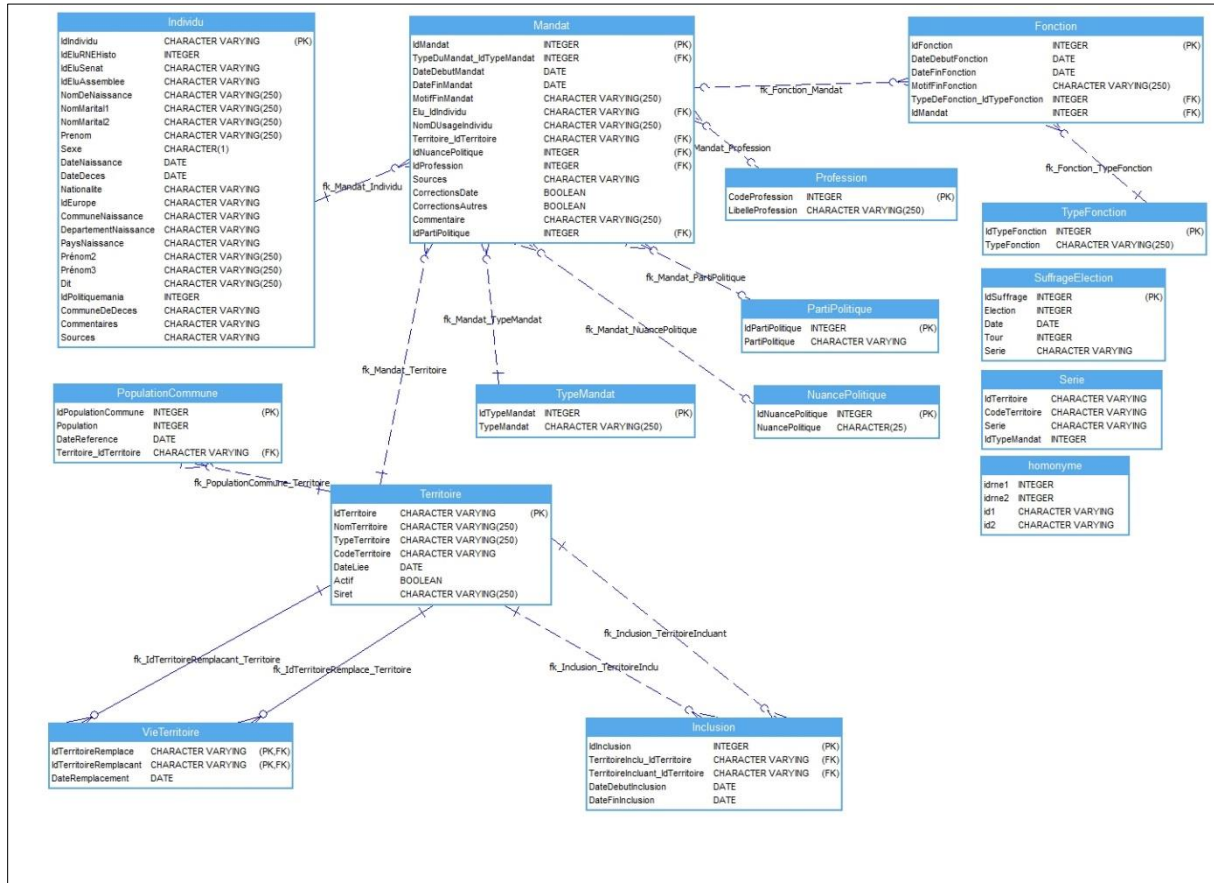 Individu
IdIndividu CHARACTER VARYING (PK)
IdEluRNEHisto INTEGER
IdEluSenat CHARACTER VARYING
IdEluAssemblee CHARACTER VARYING
NomDeNaissance CHARACTER VARYING(250)
NomMarital1 CHARACTER VARYING(250)
NomMarital2 CHARACTER VARYING(250)
Prenom CHARACTER VARYING(250)
Sexe CHARACTER(1)
DateNaissance DATE
DateDeces DATE
Nationalite CHARACTER VARYING
IdEurope CHARACTER VARYING
CommuneNaissance CHARACTER VARYING
DepartementNaissance CHARACTER VARYING
PaysNaissance CHARACTER VARYING
Prénom2 CHARACTER VARYING(250)
Prénom3 CHARACTER VARYING(250)
Dit CHARACTER VARYING(250)
IdPolitiquemania INTEGER
CommuneDeDeces CHARACTER VARYING
Commentaires CHARACTER VARYING
Sources CHARACTER VARYING
fk_Mandat_Individu
Mandat
IdMandat INTEGER (PK)
TypeDuMandat_IdTypeMandat INTEGER (FK)
DateDebutMandat DATE
DateFinMandat DATE
MotifFinMandat CHARACTER VARYING(250)
Elu_IdIndividu CHARACTER VARYING (FK)
NomDUsageIndividu CHARACTER VARYING(250)
Territoire_IdTerritoire CHARACTER VARYING (FK)
IdNuancePolitique INTEGER (FK)
IdProfession INTEGER (FK)
Sources CHARACTER VARYING
CorrectionsDate BOOLEAN
CorrectionsAutres BOOLEAN
Commentaire CHARACTER VARYING(250)
IdPartiPolitique INTEGER (FK)
fk_Fonction_Mandat
Mandat_Profession
Fonction
IdFonction INTEGER (PK)
DateDebutFonction DATE
DateFinFonction DATE
MotifFinFonction CHARACTER VARYING(250)
TypeDeFonction_IdTypeFonction INTEGER (FK)
IdMandat INTEGER (FK)
fk_Fonction_TypeFonction
Profession
CodeProfession INTEGER (PK)
LibelleProfession CHARACTER VARYING(250)
TypeFonction
IdTypeFonction INTEGER (PK)
TypeFonction CHARACTER VARYING(250)
fk_Mandat_PartiPolitique
fk_Mandat_NuancePolitique
fk_Mandat_TypeMandat
fk_Mandat_Territoire
SuffrageElection
IdSuffrage INTEGER (PK)
Election INTEGER
Date DATE
Tour INTEGER
Serie CHARACTER VARYING
PartiPolitique
IdPartiPolitique INTEGER (PK)
PartiPolitique CHARACTER VARYING
PopulationCommune
IdPopulationCommune INTEGER (PK)
Population INTEGER
DateReference DATE
Territoire_IdTerritoire CHARACTER VARYING (FK)
fk_PopulationCommune_Territoire
TypeMandat
IdTypeMandat INTEGER (PK)
TypeMandat CHARACTER VARYING(250)
NuancePolitique
IdNuancePolitique INTEGER (PK)
NuancePolitique CHARACTER(25)
Serie
IdTerritoire CHARACTER VARYING
CodeTerritoire CHARACTER VARYING
Serie CHARACTER VARYING
IdTypeMandat INTEGER
homonyme
idrne1 INTEGER
idrne2 INTEGER
id1 CHARACTER VARYING
id2 CHARACTER VARYING
Territoire
IdTerritoire CHARACTER VARYING (PK)
NomTerritoire CHARACTER VARYING(250)
TypeTerritoire CHARACTER VARYING(250)
CodeTerritoire CHARACTER VARYING
DateLiee DATE
Actif BOOLEAN
Siret CHARACTER VARYING(250)
fk_Inclusion_TerritoireIncluant
fk_IdTerritoireRemplacant_Territoire
fk_IdTerritoireRemplace_Territoire
fk_Inclusion_TerritoireInclu
VieTerritoire
IdTerritoireRemplace CHARACTER VARYING (PK,FK)
IdTerritoireRemplacant CHARACTER VARYING (PK,FK)
DateRemplacement DATE
Inclusion
IdInclusion INTEGER (PK)
TerritoireInclu_IdTerritoire CHARACTER VARYING (FK)
TerritoireIncluant_IdTerritoire CHARACTER VARYING (FK)
DateDebutInclusion DATE
DateFinInclusion DATE